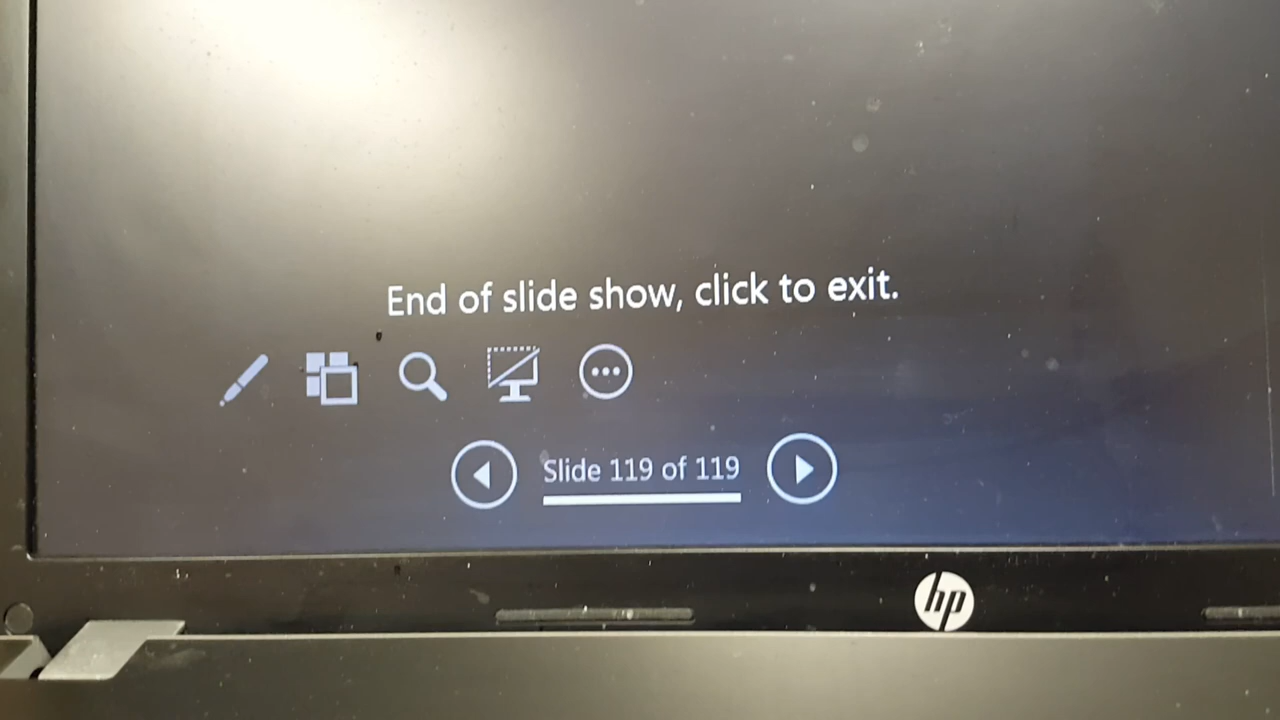 End of slide show, click to exit.
Slide 119 of 119
hp